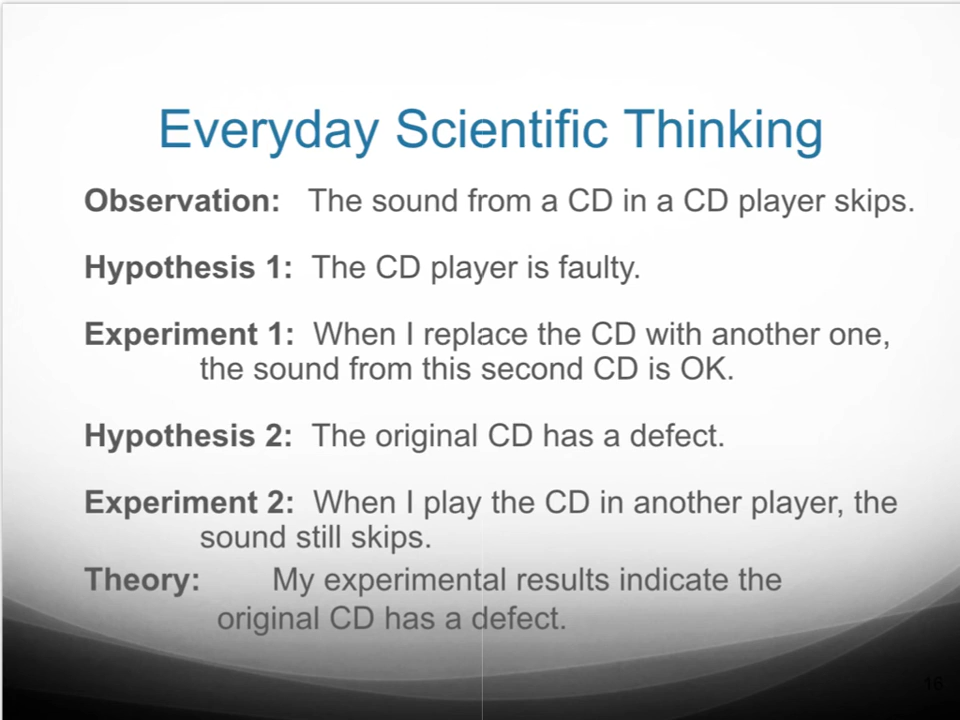 Everyday Scientific Thinking
Observation: The sound from a CD in a CD player skips.
Hypothesis 1: The CD player is faulty.
Experiment 1: When I replace the CD with another one,
the sound from this second CD is OK.
Hypothesis 2: The original CD has a defect.
Experiment 2: When I play the CD in another player, the
sound still skips.
Theory: My experimental results indicate the
original CD has a defect.
16